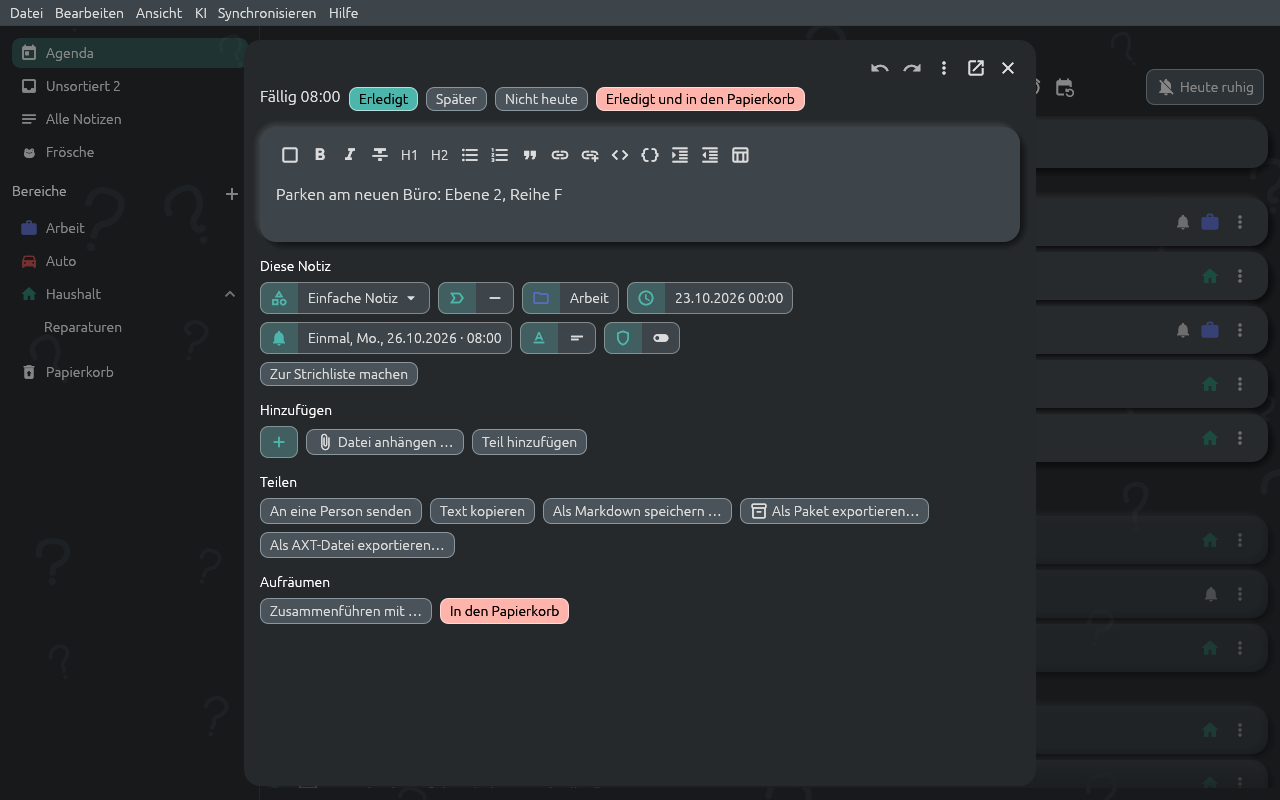 Datei Bearbeiten Ansicht KI Synchronisieren Hilfe
Agenda
Unsortiert 2
Alle Notizen
Frösche
Bereiche
Arbeit
Auto
Haushalt
Reparaturen
Papierkorb
Heute ruhig
Fällig 08:00 Erledigt Später Nicht heute Erledigt und in den Papierkorb
H1 H2
Parken am neuen Büro: Ebene 2, Reihe F
Diese Notiz
Einfache Notiz Arbeit 23.10.2026 00:00
Einmal, Mo., 26.10.2026 · 08:00
Zur Strichliste machen
Hinzufügen
Datei anhängen … Teil hinzufügen
Teilen
An eine Person senden Text kopieren Als Markdown speichern … Als Paket exportieren…
Als AXT-Datei exportieren…
Aufräumen
Zusammenführen mit … In den Papierkorb